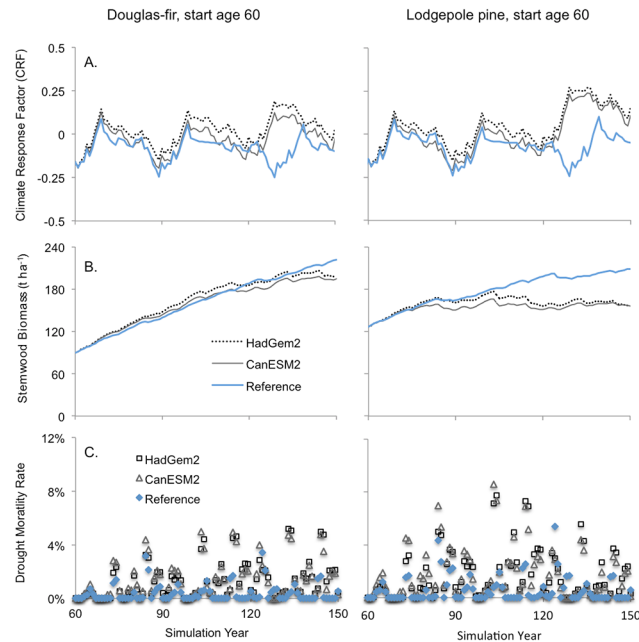 Douglas-fir, start age 60
Lodgepole pine, start age 60
Climate Response Factor (CRF)
0.5
0.25
0
-0.25
-0.5
A.
Stemwood Biomass (t ha⁻¹)
240
180
120
60
0
B.
HadGem2
CanESM2
Reference
Drought Moratlity Rate
12%
8%
4%
0%
C.
HadGem2
CanESM2
Reference
60
90
120
150
60
90
120
150
Simulation Year
Simulation Year